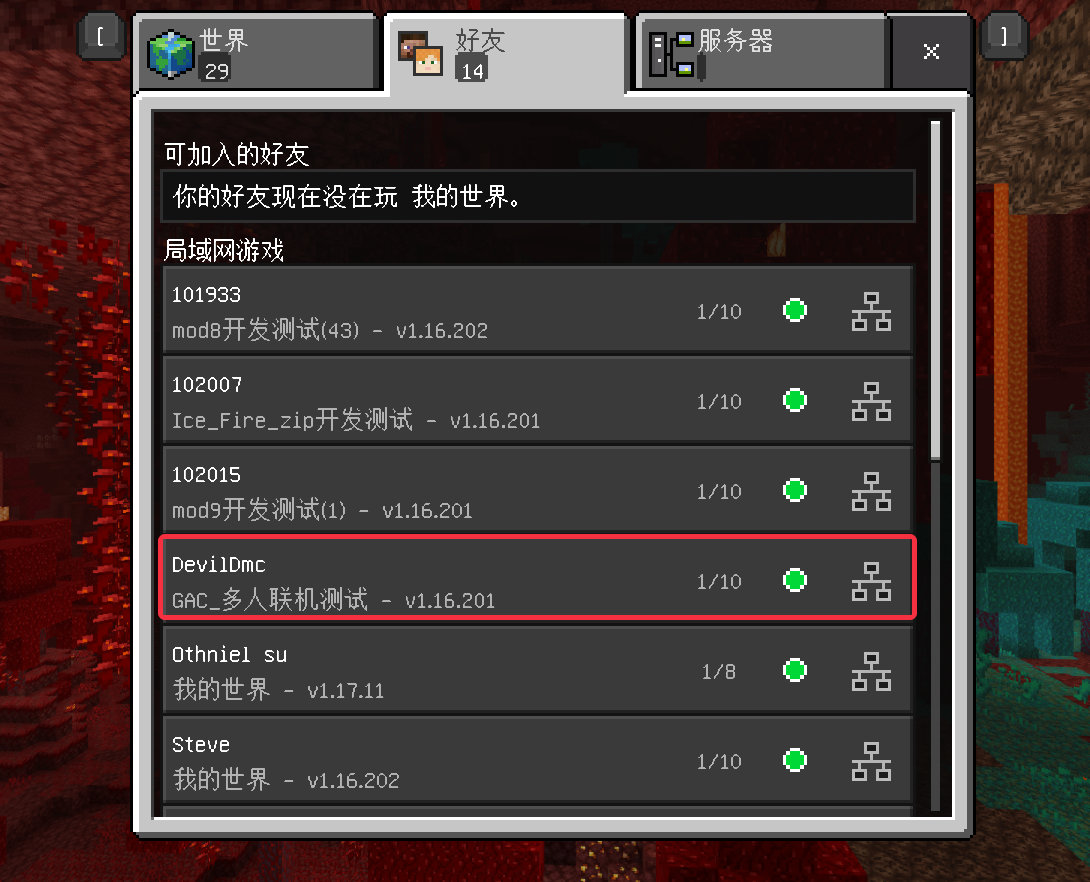 [
世界
29
好友
14
服务器
×
]
可加入的好友
你的好友现在没在玩 我的世界。
局域网游戏
101933
mod8开发测试(43) - v1.16.202
1/10
102007
Ice_Fire_zip开发测试 - v1.16.201
1/10
102015
mod9开发测试(1) - v1.16.201
1/10
DevilDmc
GAC_多人联机测试 - v1.16.201
1/10
Othniel su
我的世界 - v1.17.11
1/8
Steve
我的世界 - v1.16.202
1/10